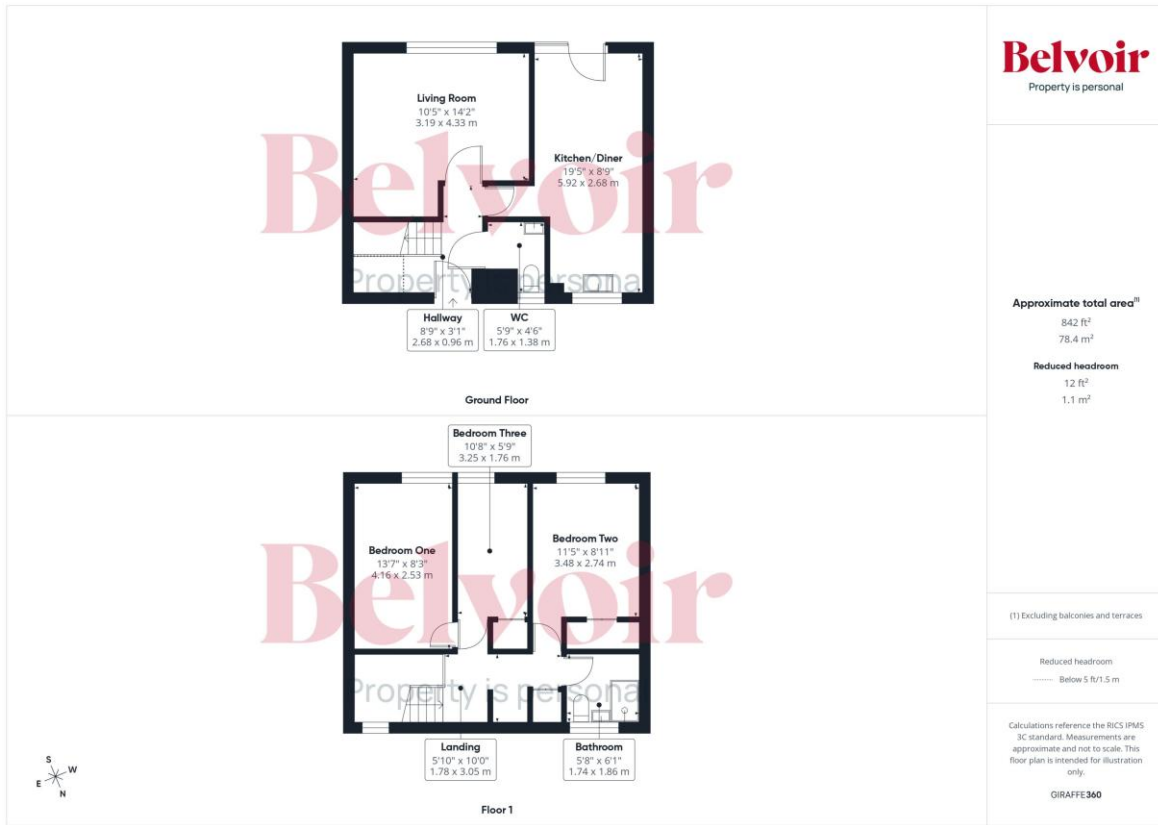 Living Room
10'5" x 14'2"
3.19 x 4.33 m
Kitchen/Diner
19'5" x 8'9"
5.92 x 2.68 m
Belvoir
Property is personal
Hallway
8'9" x 3'1"
2.68 x 0.96 m
WC
5'9" x 4'6"
1.76 x 1.38 m
Ground Floor
Bedroom Three
10'8" x 5'9"
3.25 x 1.76 m
Bedroom One
13'7" x 8'3"
4.16 x 2.53 m
Bedroom Two
11'5" x 8'11"
3.48 x 2.74 m
Belvoir
Property is personal
Landing
5'10" x 10'0"
1.78 x 3.05 m
Bathroom
5'8" x 6'1"
1.74 x 1.86 m
Floor 1
S
W
E
N
Belvoir
Property is personal
Approximate total area(1)
842 ft²
78.4 m²
Reduced headroom
12 ft²
1.1 m²
(1) Excluding balconies and terraces
Reduced headroom
Below 5 ft/1.5 m
Calculations reference the RICS IPMS
3C standard. Measurements are
approximate and not to scale. This
floor plan is intended for illustration
only.
GIRAFFE360